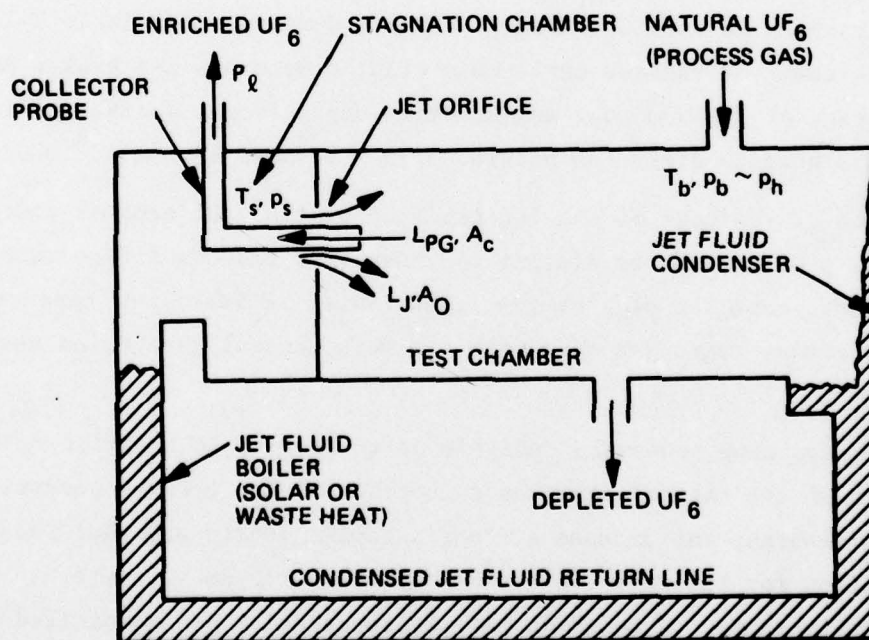 ENRICHED UF6
STAGNATION CHAMBER
NATURAL UF6
(PROCESS GAS)
Pℓ
COLLECTOR
PROBE
JET ORIFICE
Ts, ps
Tb, pb ~ ph
LPG, Ac
JET FLUID
CONDENSER
LJ, AO
TEST CHAMBER
JET FLUID
BOILER
(SOLAR OR
WASTE HEAT)
DEPLETED UF6
CONDENSED JET FLUID RETURN LINE